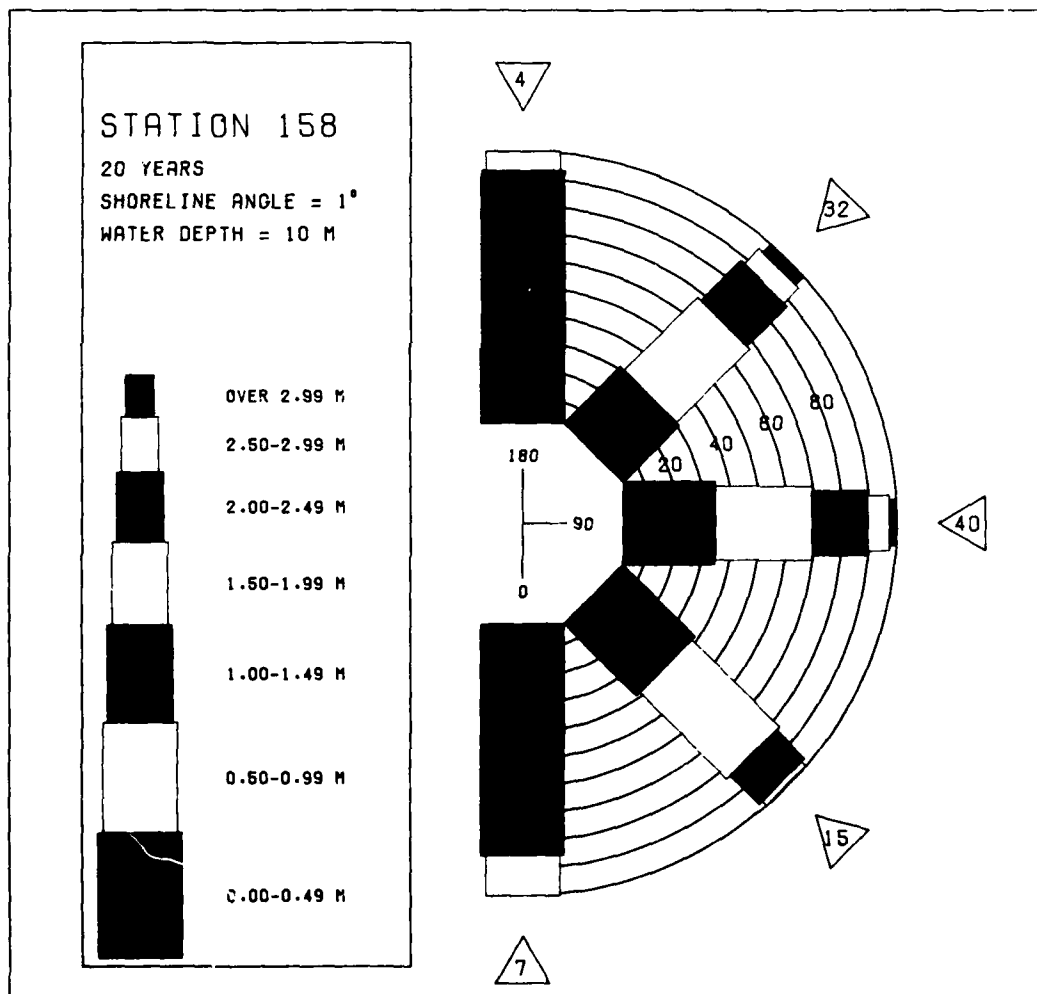 STATION 158
20 YEARS
SHORELINE ANGLE = 1°
WATER DEPTH = 10 M
OVER 2.99 M
2.50-2.99 M
2.00-2.49 M
1.50-1.99 M
1.00-1.49 M
0.50-0.99 M
0.00-0.49 M
4
32
40
15
7
180
90
0
20
40
60
80